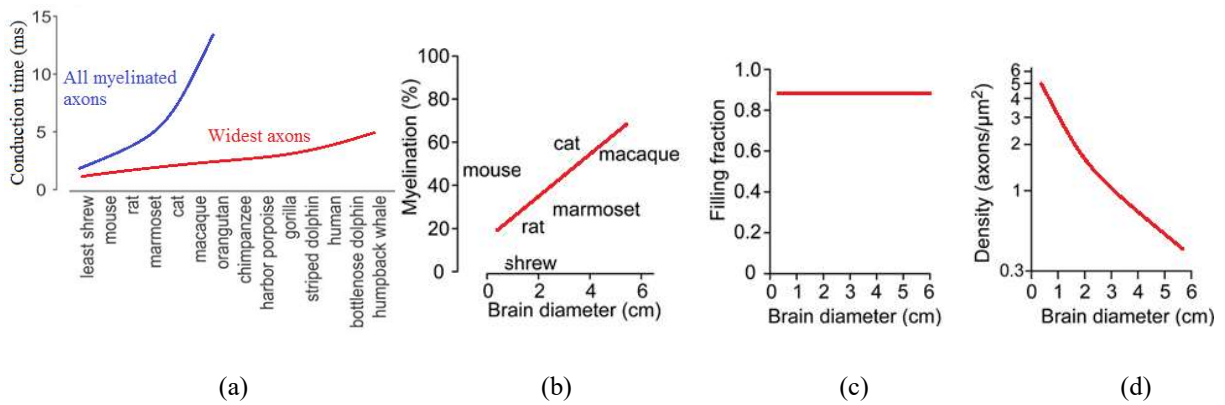 Conduction time (ms)
15
10
5
0
All myelinated
axons
Widest axons
least shrew
mouse
rat
marmoset
cat
macaque
orangutan
chimpanzee
harbor porpoise
gorilla
striped dolphin
human
bottlenose dolphin
humpback whale
(a)
Myelination (%)
100
80
60
40
20
0
mouse
cat
macaque
marmoset
rat
shrew
0 2 4 6
Brain diameter (cm)
(b)
Filling fraction
1.0
0.8
0.6
0.4
0.2
0
0 1 2 3 4 5 6
Brain diameter (cm)
(c)
Density (axons/μm²)
6
5
4
3
2
1
0.3
0 1 2 3 4 5 6
Brain diameter (cm)
(d)